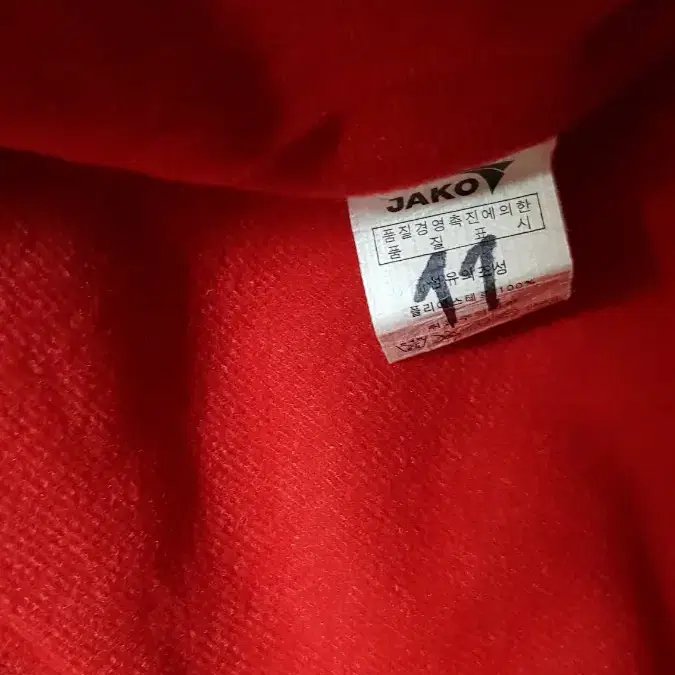 JAKO
품질경영촉진에의한
품 질 표 시
섬유의조성
폴리에스테르100%
11